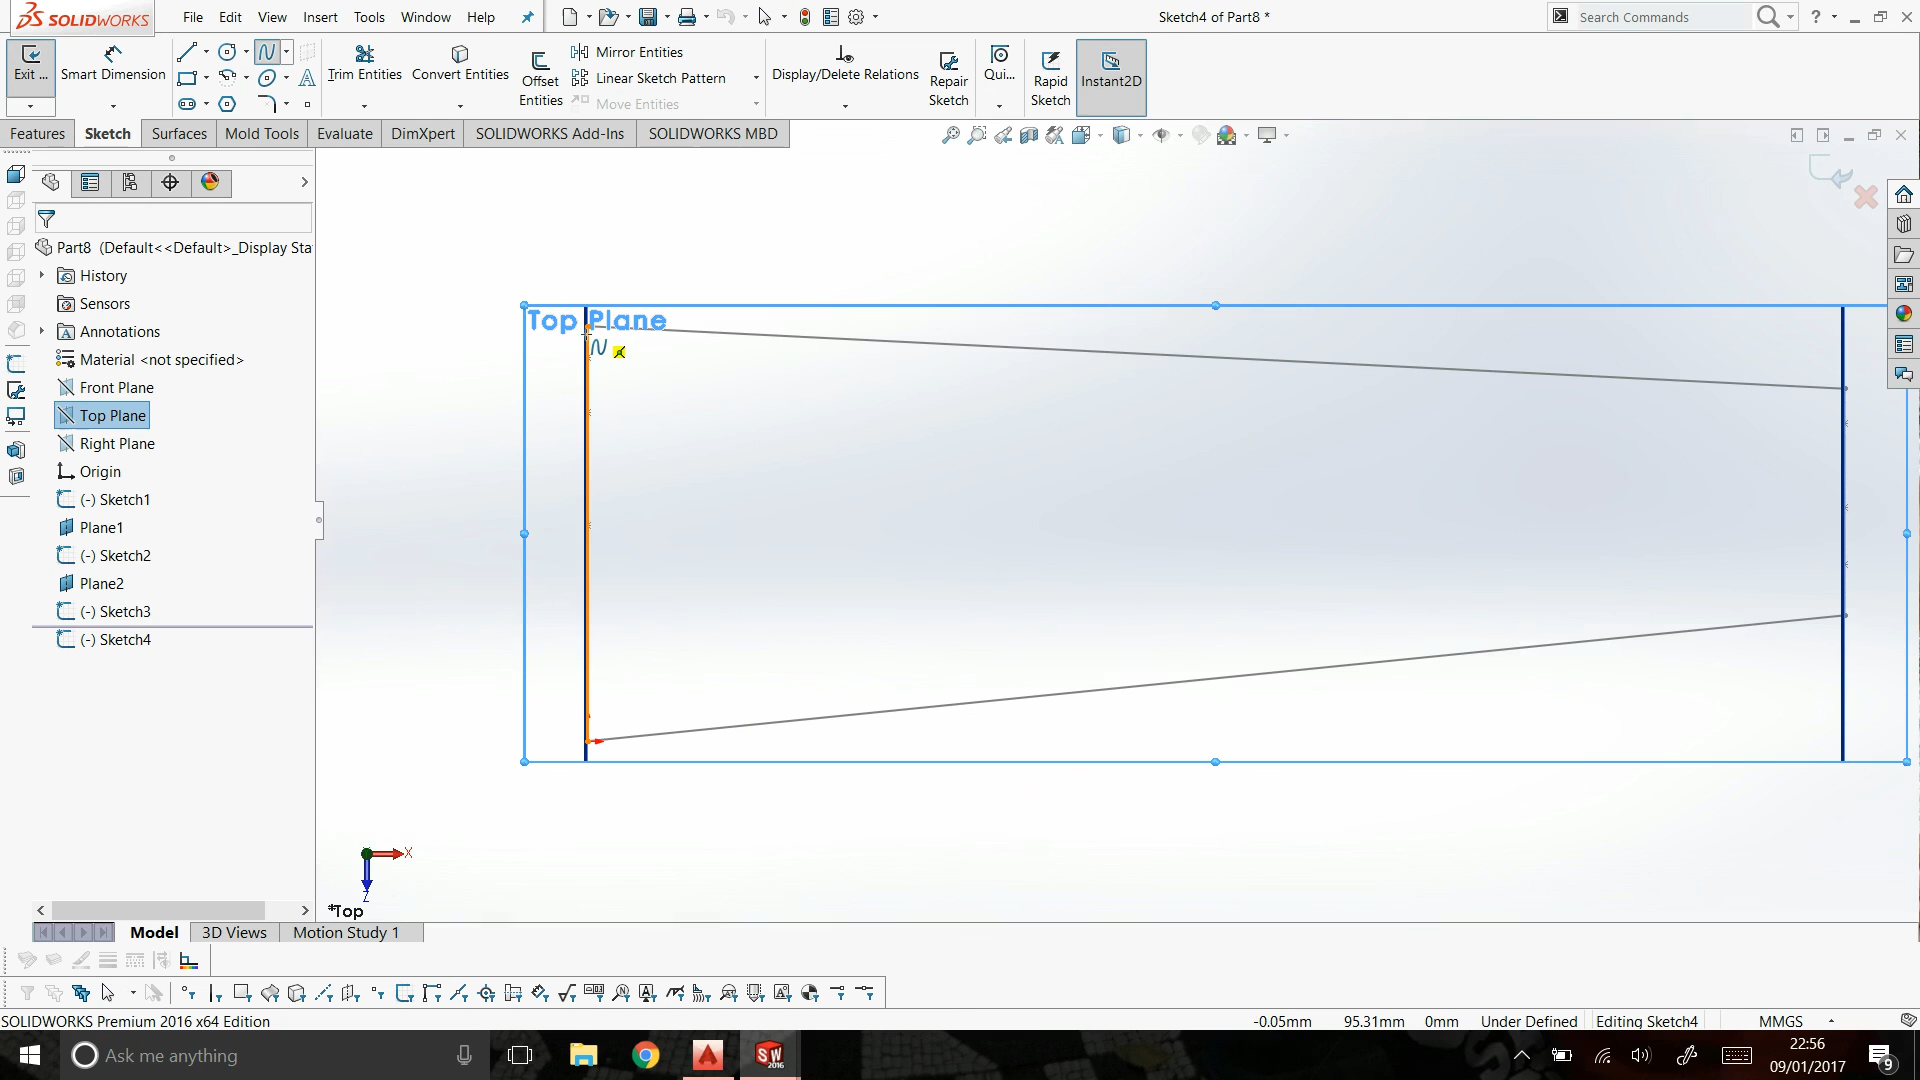 SOLIDWORKS
File Edit View Insert Tools Window Help
Sketch4 of Part8 *
Search Commands
?
Exit ...
Smart Dimension
Trim Entities
Convert Entities
Offset Entities
Mirror Entities
Linear Sketch Pattern
Move Entities
Display/Delete Relations
Repair Sketch
Qui...
Rapid Sketch
Instant2D
Features Sketch Surfaces Mold Tools Evaluate DimXpert SOLIDWORKS Add-Ins SOLIDWORKS MBD
Part8 (Default<<Default>_Display Sta
History
Sensors
Annotations
Material <not specified>
Front Plane
Top Plane
Right Plane
Origin
(-) Sketch1
Plane1
(-) Sketch2
Plane2
(-) Sketch3
(-) Sketch4
Top Plane
X
Z
*Top
Model 3D Views Motion Study 1
SOLIDWORKS Premium 2016 x64 Edition
-0.05mm 95.31mm 0mm Under Defined Editing Sketch4 MMGS
Ask me anything
SW
2016
22:56
09/01/2017
9